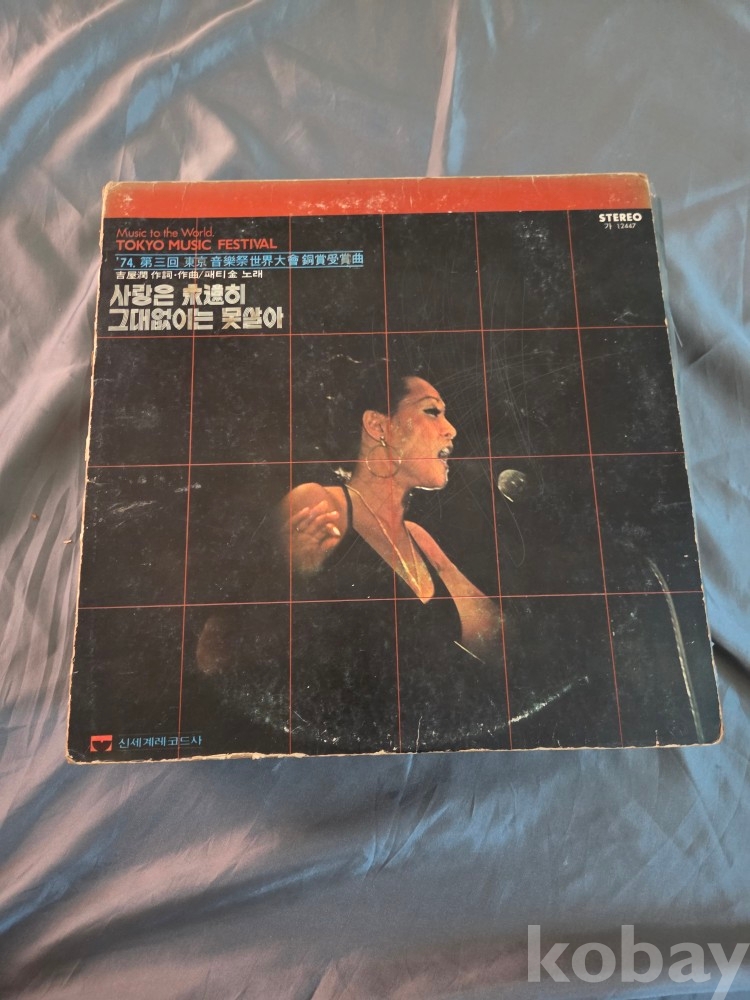 Music to the World.
TOKYO MUSIC FESTIVAL
'74. 第三回 東京 音樂祭世界大會 銅賞受賞曲
吉屋潤 作詞·作曲/패티金 노래
사랑은 永遠히
그대없이는 못살아
STEREO
가 12447
신세계레코드사
kobay